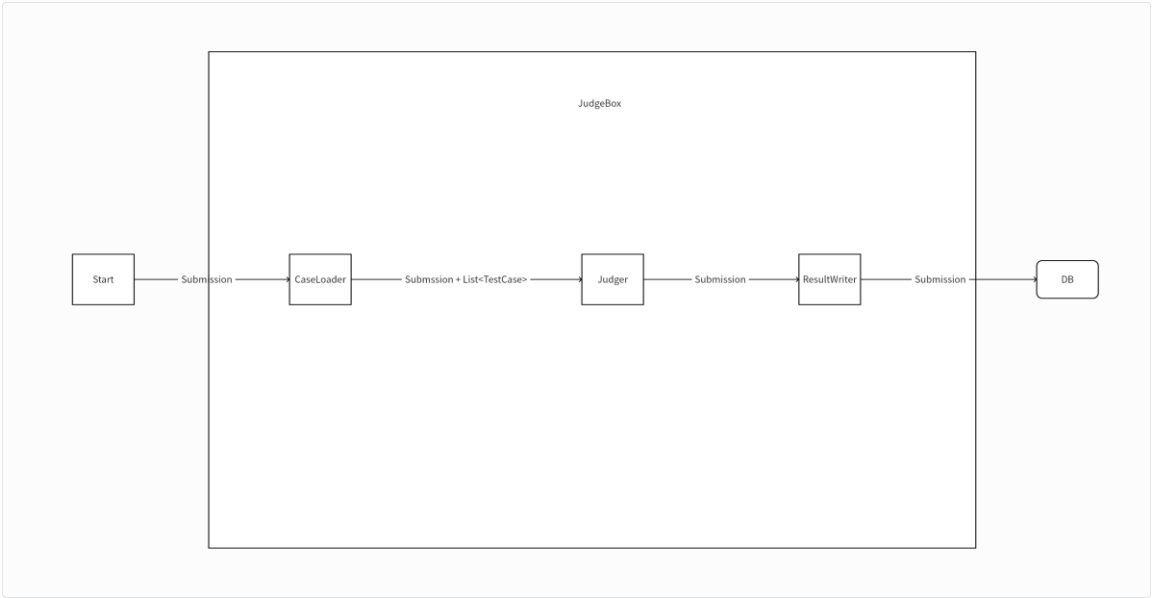 JudgeBox
Start
Submission
CaseLoader
Submssion + List<TestCase>
Judger
Submission
ResultWriter
Submission
DB